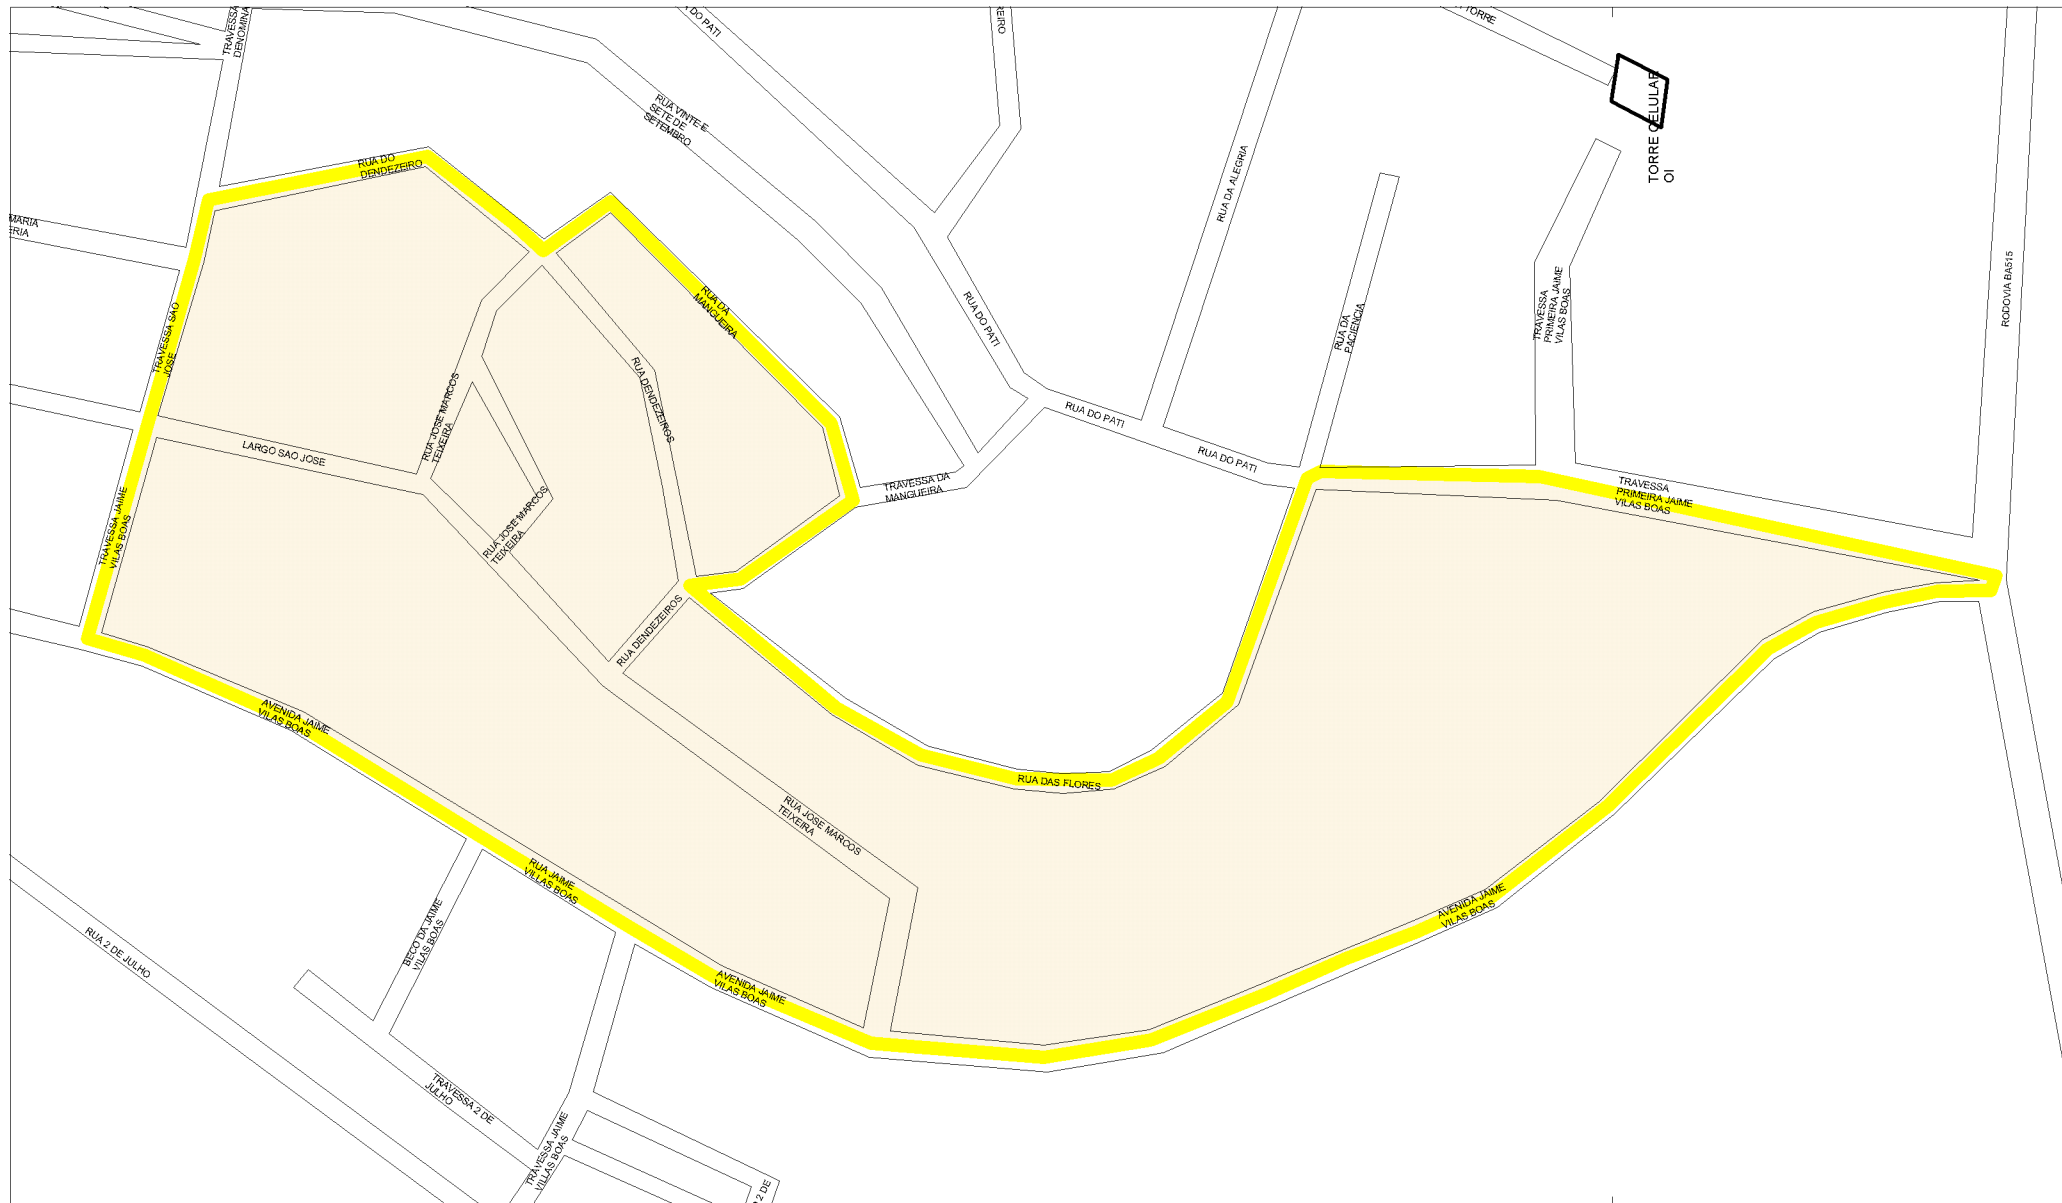 TRAVESSA
DENOMINA
DO PATI
REIRO
TORRE
TORRE CELULAR
OI
RUA VINTE E
SETE DE
SETEMBRO
RUA DO
DENDEZEIRO
RUA DA ALEGRIA
MARIA
ERIA
RODOVIA BA515
TRAVESSA
PRIMEIRA JAIME
VILAS BOAS
RUA DA
MANGUEIRA
RUA DO PATI
RUA DA
PACIENCIA
TRAVESSA SAO
JOSE
RUA JOSE MARCOS
TEIXEIRA
RUA DENDEZEIROS
RUA DO PATI
RUA DO PATI
LARGO SAO JOSE
TRAVESSA DA
MANGUEIRA
TRAVESSA
PRIMEIRA JAIME
VILAS BOAS
TRAVESSA JAIME
VILAS BOAS
RUA JOSE MARCOS
TEIXEIRA
RUA DENDEZEIROS
AVENIDA JAIME
VILAS BOAS
RUA DAS FLORES
RUA JOSE MARCOS
TEIXEIRA
RUA JAIME
VILLAS BOAS
AVENIDA JAIME
VILAS BOAS
BECO DA JAIME
VILAS BOAS
RUA 2 DE JULHO
AVENIDA JAIME
VILAS BOAS
TRAVESSA 2 DE
JULHO
TRAVESSA JAIME
VILLAS BOAS
2 DE